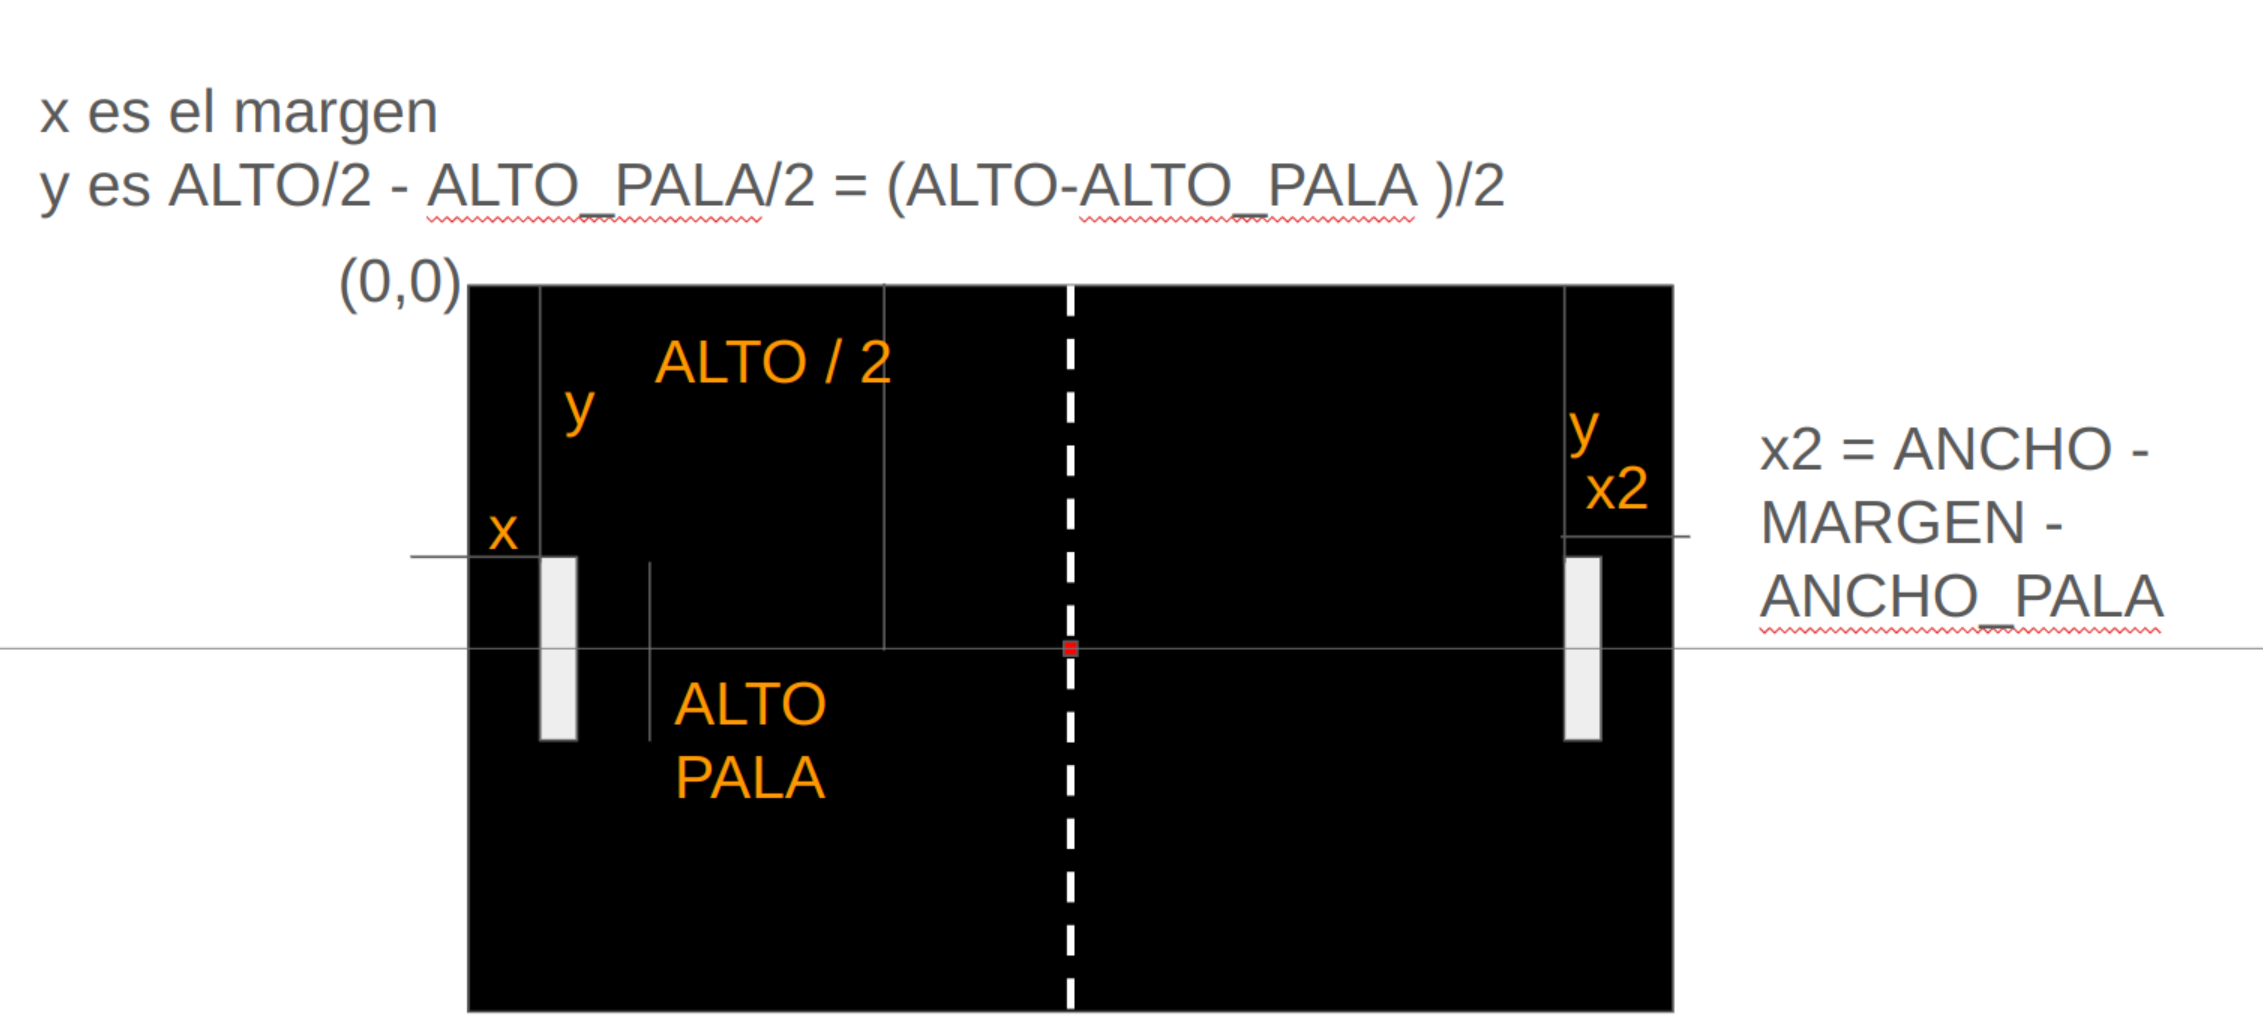 x es el margen
y es ALTO/2 - ALTO_PALA/2 = (ALTO-ALTO_PALA )/2
(0,0)
ALTO / 2
y
x
y
x2
x2 = ANCHO -
MARGEN -
ANCHO_PALA
ALTO
PALA